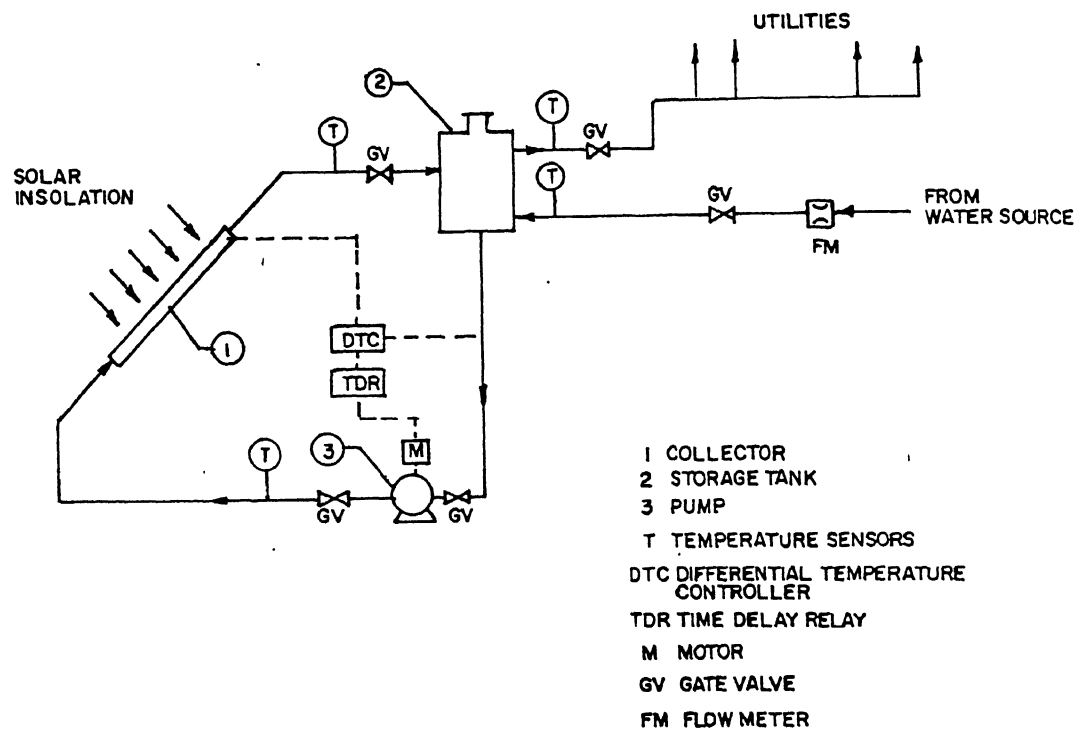 UTILITIES
2
T
GV
T
GV
T
SOLAR
INSOLATION
GV
FROM
WATER SOURCE
FM
DTC
1
TDR
3
M
T
GV
GV
1 COLLECTOR
2 STORAGE TANK
3 PUMP
T TEMPERATURE SENSORS
DTC DIFFERENTIAL TEMPERATURE
CONTROLLER
TDR TIME DELAY RELAY
M MOTOR
GV GATE VALVE
FM FLOW METER